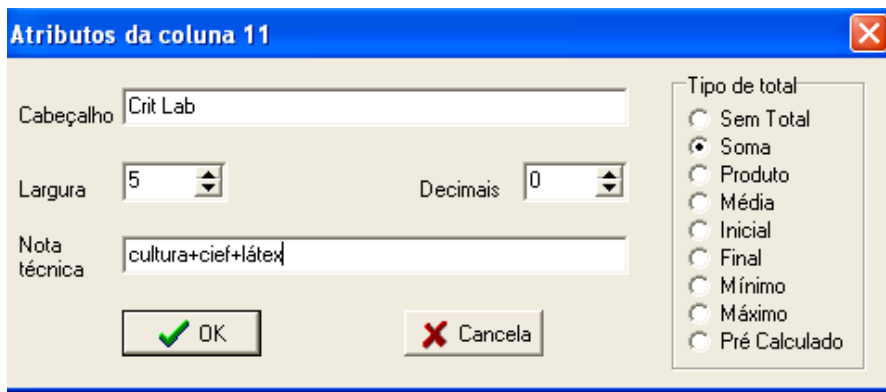 Atributos da coluna 11
Cabeçalho Crit Lab
Largura 5 Decimais 0
Nota técnica cultura+cief+látex
OK Cancela
Tipo de total
Sem Total
Soma
Produto
Média
Inicial
Final
Mínimo
Máximo
Pré Calculado